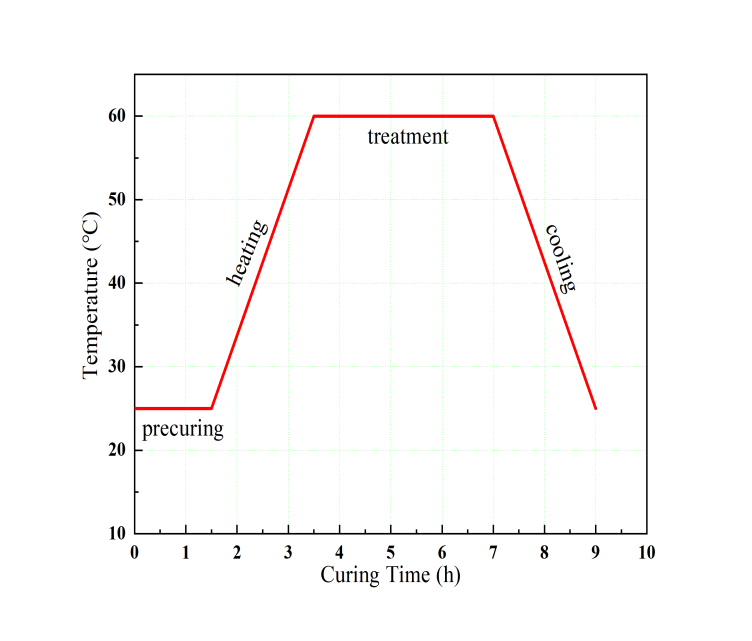 60
50
40
30
20
10
Temperature (°C)
treatment
heating
cooling
precuring
0 1 2 3 4 5 6 7 8 9 10
Curing Time (h)